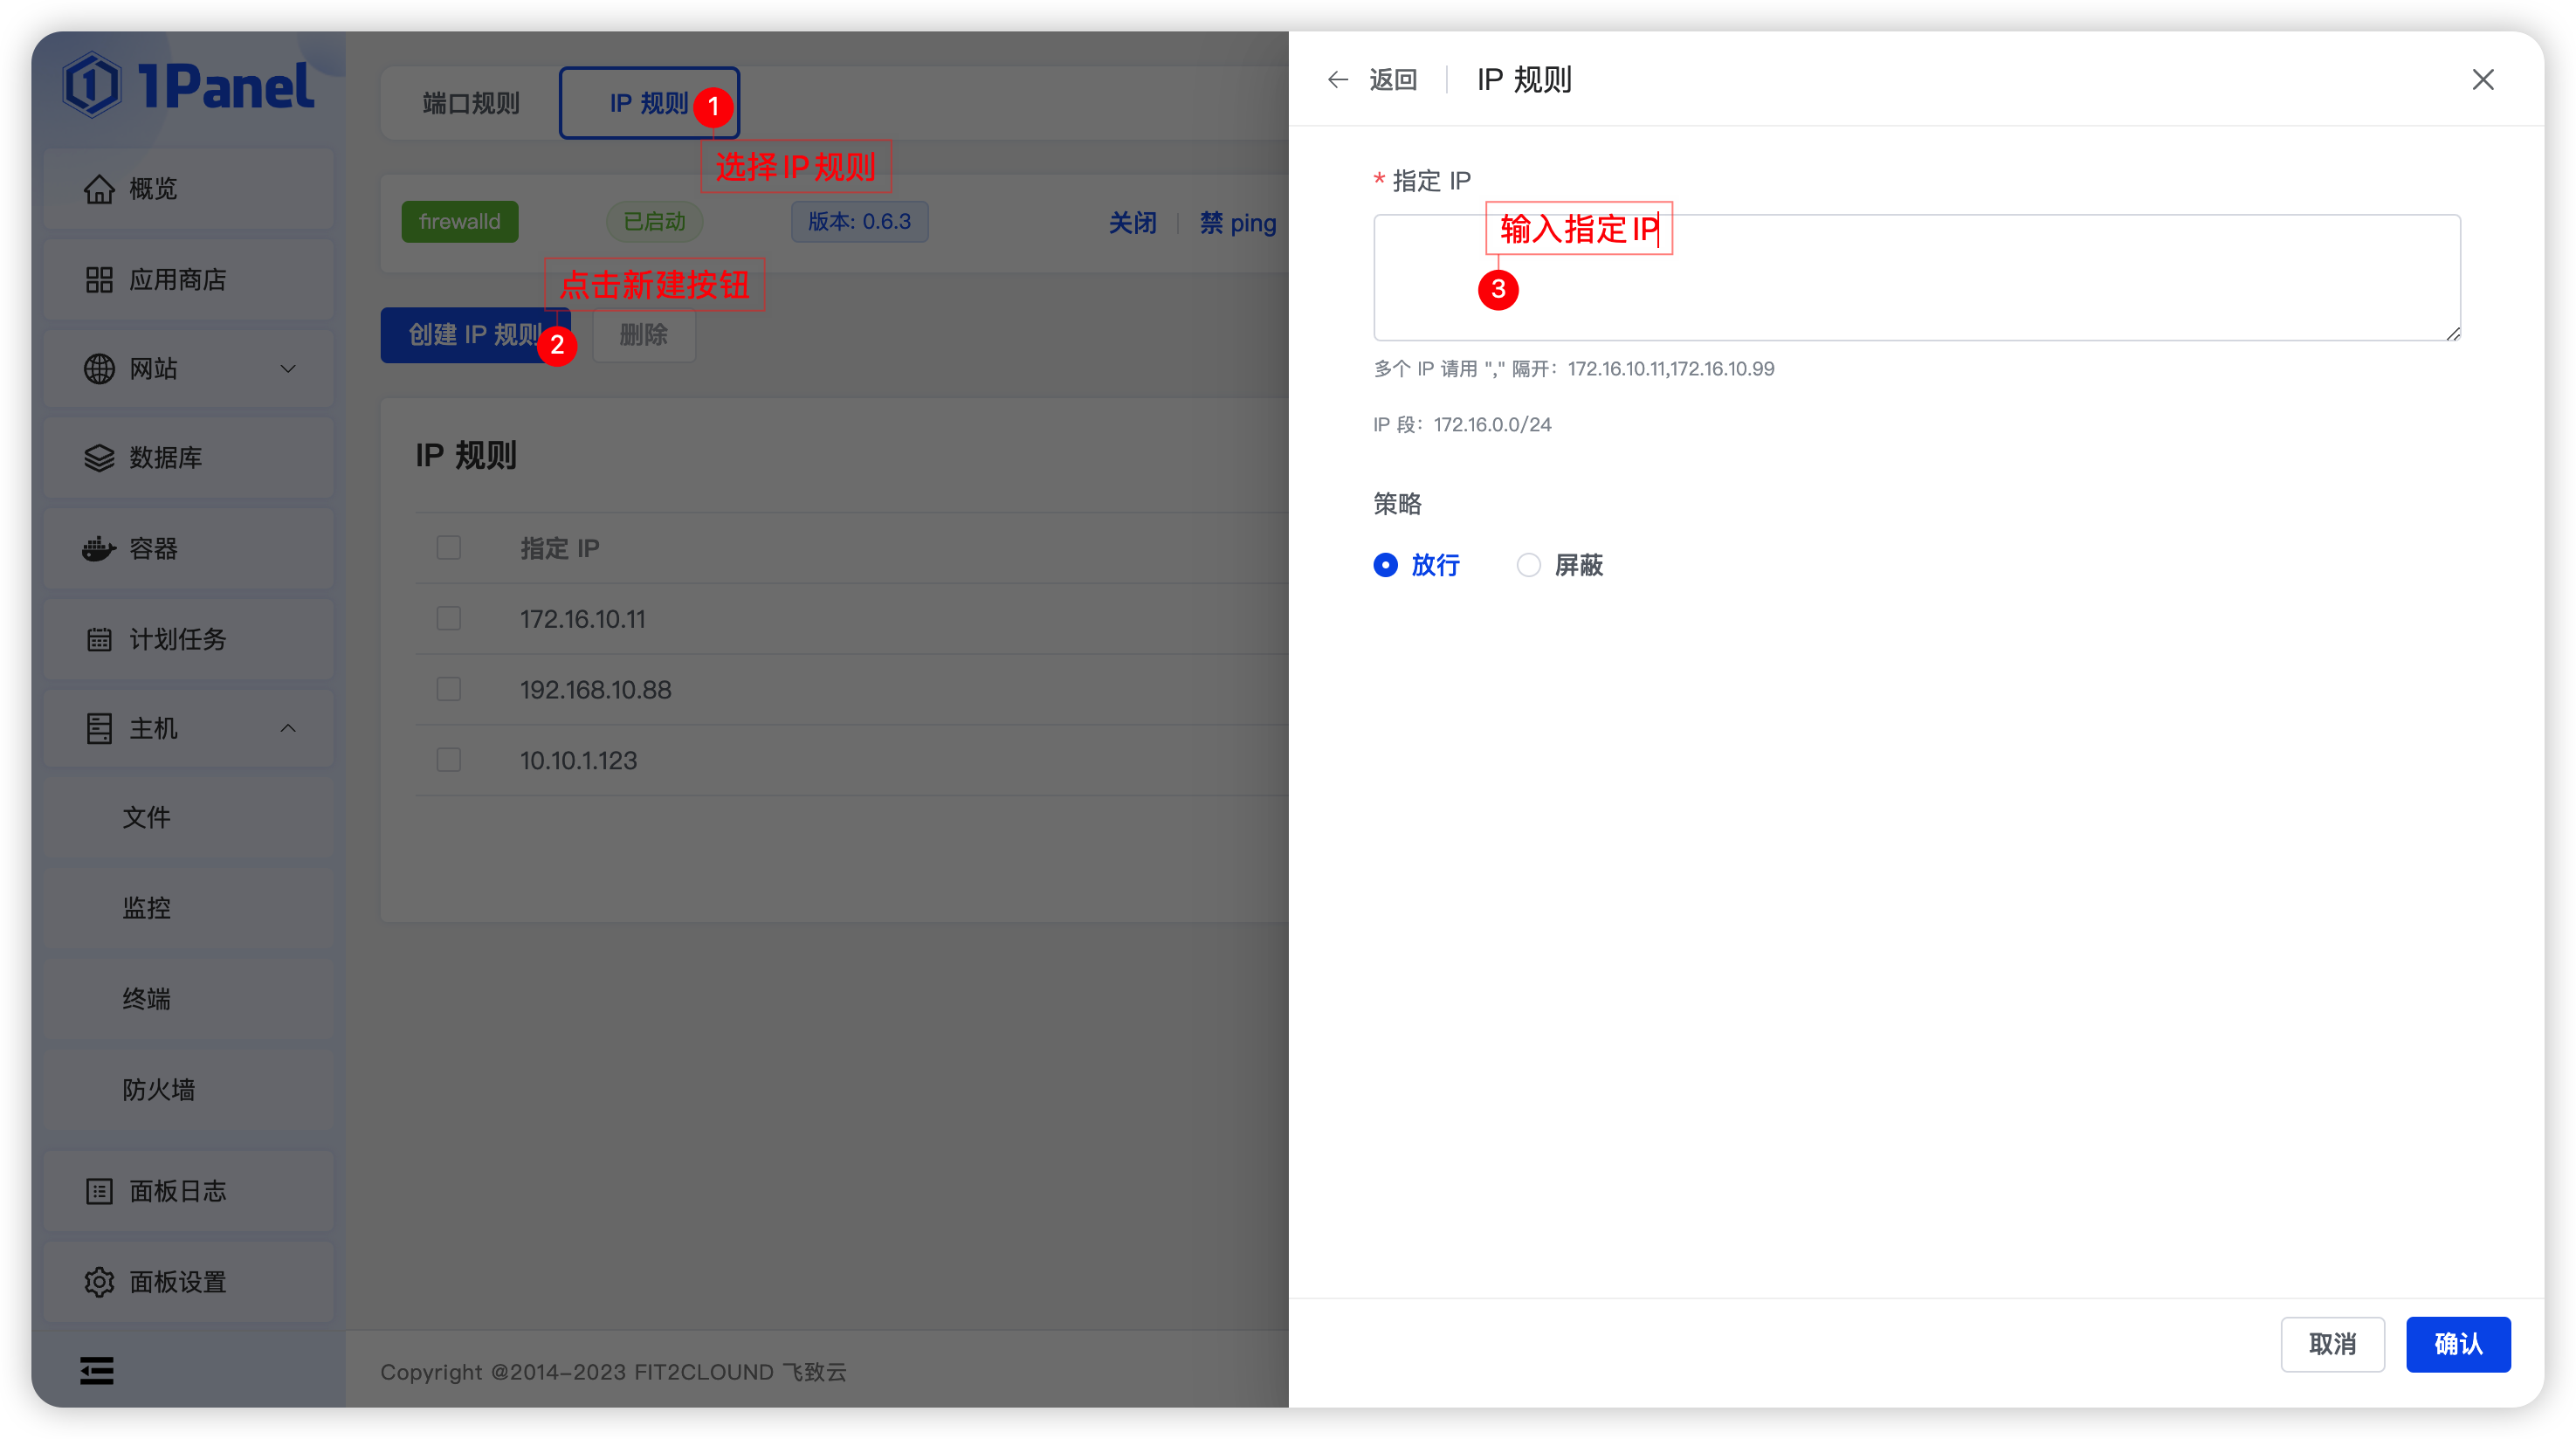 1Panel
概览
应用商店
网站
数据库
容器
计划任务
主机
文件
监控
终端
防火墙
面板日志
面板设置
端口规则
IP 规则
1
选择 IP 规则
firewalld
已启动
版本: 0.6.3
关闭
禁 ping
点击新建按钮
创建 IP 规则
2
删除
IP 规则
指定 IP
172.16.10.11
192.168.10.88
10.10.1.123
Copyright @2014-2023 FIT2CLOUND 飞致云
返回
IP 规则
* 指定 IP
输入指定 IP
3
多个 IP 请用 "," 隔开：172.16.10.11,172.16.10.99
IP 段：172.16.0.0/24
策略
放行
屏蔽
取消
确认